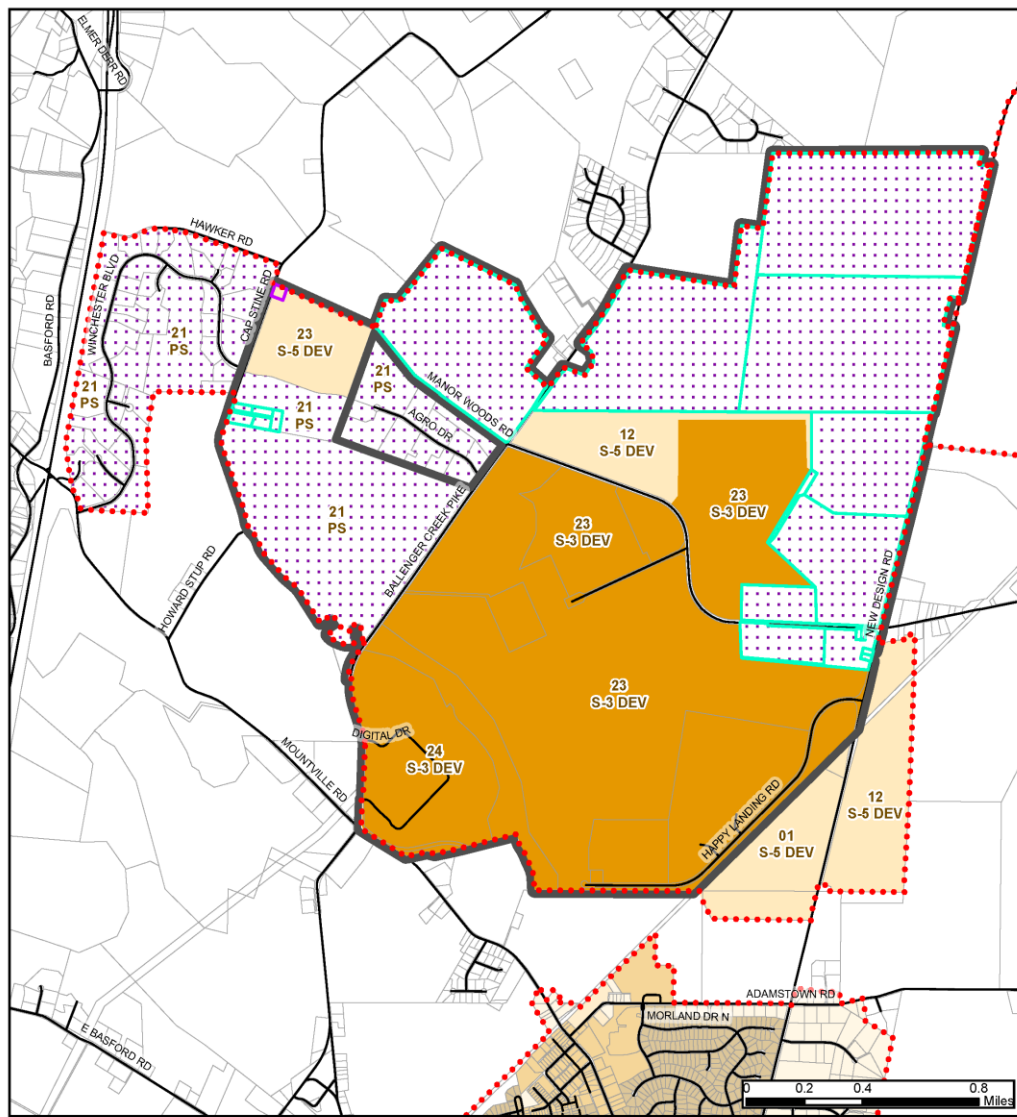 ELMER DERR RD
HAWKER RD
WINCHESTER BLVD
BASFORD RD
CAP STINE RD
21
PS
23
S-5 DEV
21
PS
21
PS
21
PS
MANOR WOODS RD
AGRO DR
12
S-5 DEV
23
S-3 DEV
23
S-3 DEV
21
PS
BALLENGER CREEK PIKE
HOWARD STUP RD
NEW DESIGN RD
23
S-3 DEV
DIGITAL DR
24
S-3 DEV
MOUNTVILLE RD
HAPPY LANDING RD
12
S-5 DEV
01
S-5 DEV
ADAMSTOWN RD
MORLAND DR N
E BASFORD RD
0 0.2 0.4 0.8
Miles